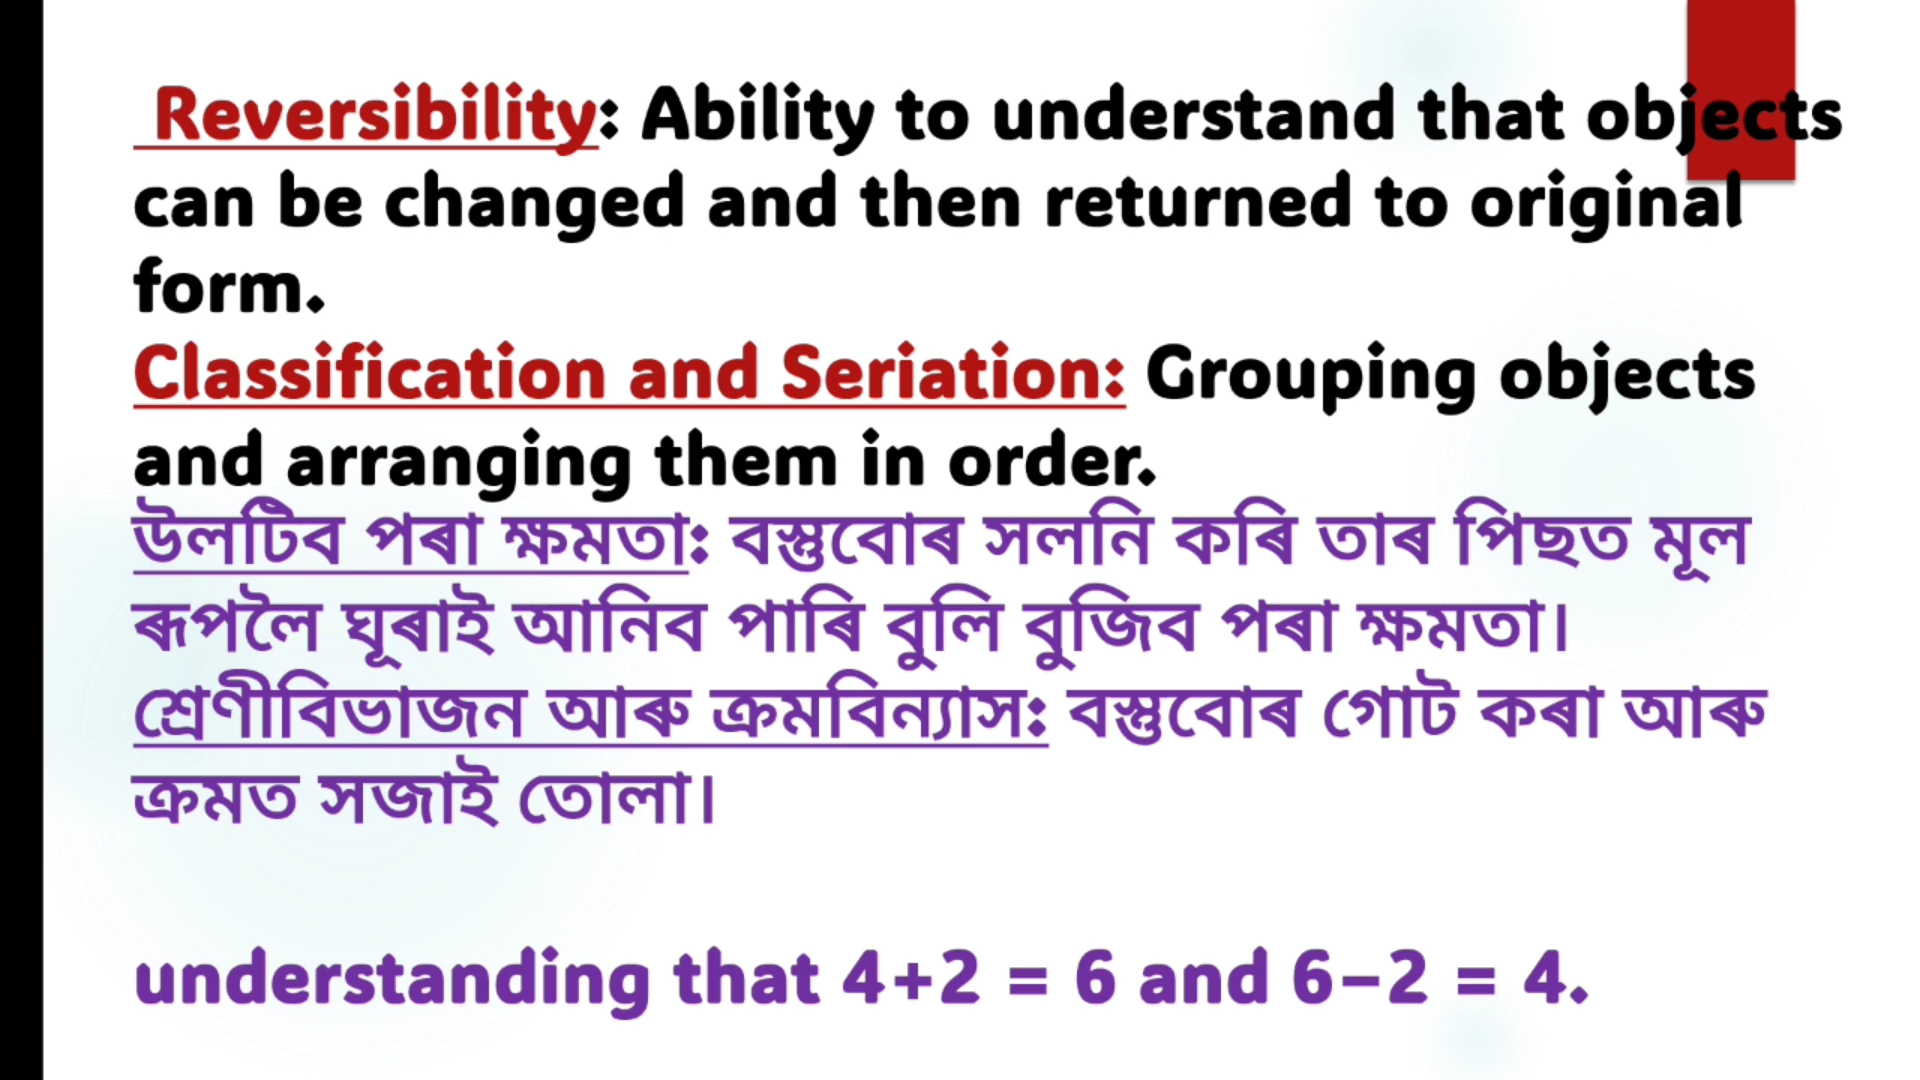 Reversibility: Ability to understand that objects
can be changed and then returned to original
form.
Classification and Seriation: Grouping objects
and arranging them in order.
উলটিব পৰা ক্ষমতা: বস্তুবোৰ সলনি কৰি তাৰ পিছত মূল
ৰূপলৈ ঘূৰাই আনিব পাৰি বুলি বুজিব পৰা ক্ষমতা।
শ্ৰেণীবিভাজন আৰু ক্ৰমবিন্যাস: বস্তুবোৰ গোট কৰা আৰু
ক্ৰমত সজাই তোলা।
understanding that 4+2 = 6 and 6−2 = 4.